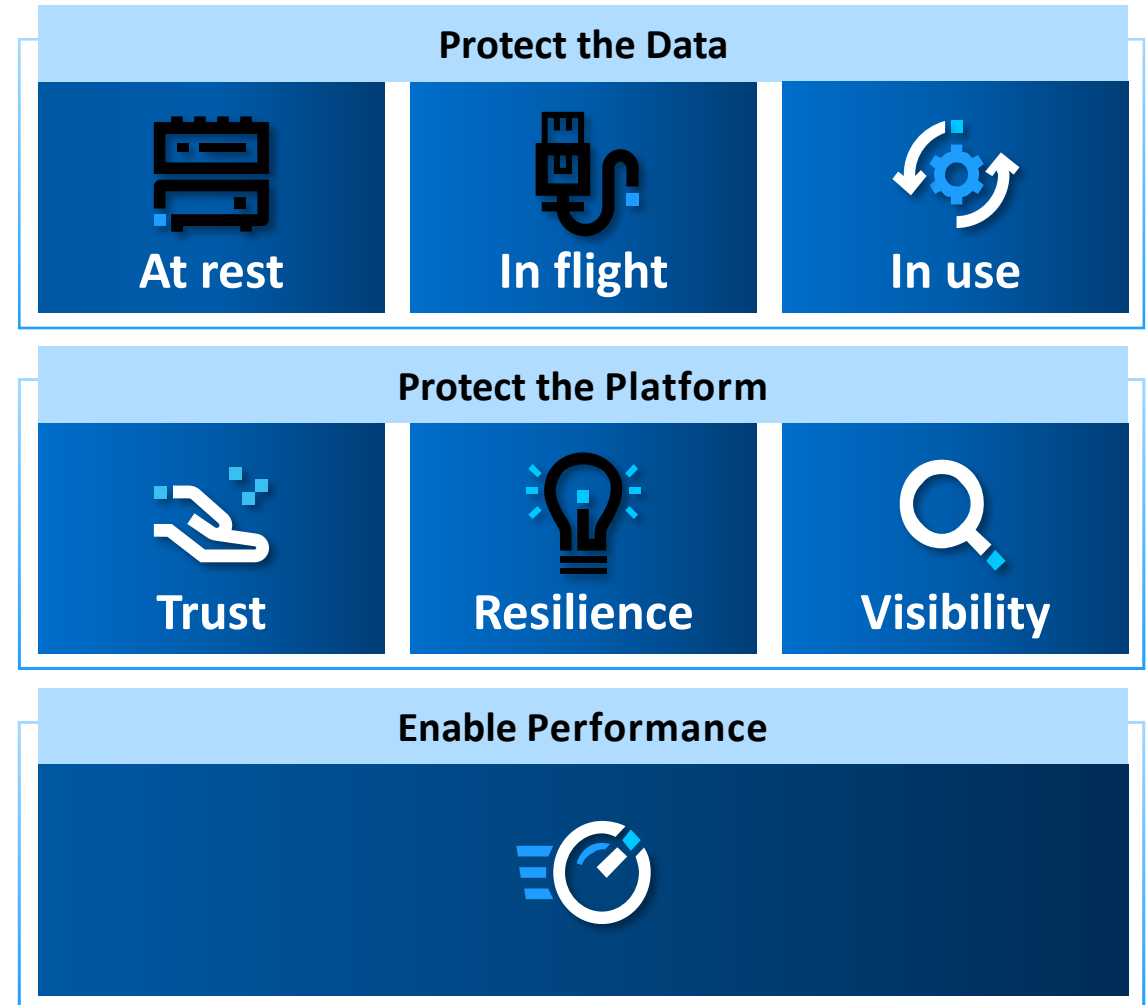 Protect the Data
At rest
In flight
In use
Protect the Platform
Trust
Resilience
Visibility
Enable Performance